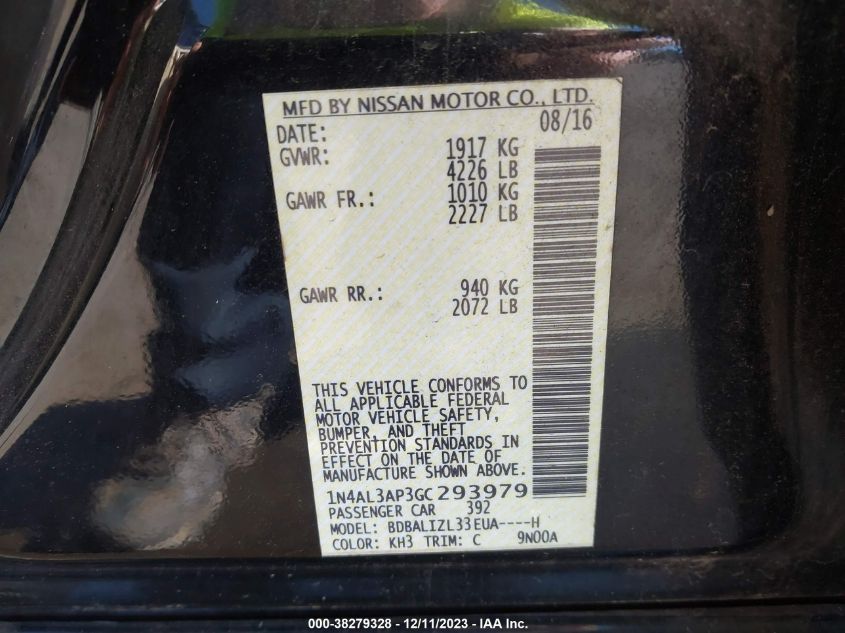 MFD BY NISSAN MOTOR CO., LTD.
DATE: 08/16
GVWR: 1917 KG
4226 LB
GAWR FR.: 1010 KG
2227 LB
GAWR RR.: 940 KG
2072 LB
THIS VEHICLE CONFORMS TO
ALL APPLICABLE FEDERAL
MOTOR VEHICLE SAFETY,
BUMPER, AND THEFT
PREVENTION STANDARDS IN
EFFECT ON THE DATE OF
MANUFACTURE SHOWN ABOVE.
1N4AL3AP3GC293979
PASSENGER CAR 392
MODEL: BDBALIZL33EUA----H
COLOR: KH3 TRIM: C 9N00A
000-38279328 - 12/11/2023 - IAA Inc.